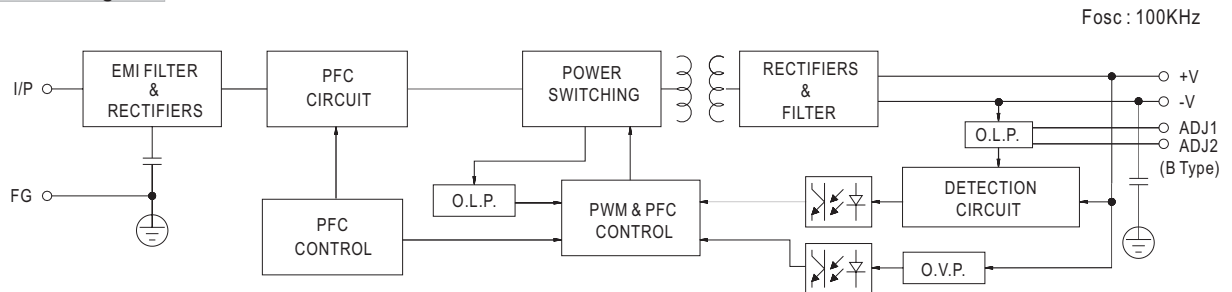 Fosc : 100KHz
I/P
EMI FILTER
&
RECTIFIERS
PFC
CIRCUIT
POWER
SWITCHING
RECTIFIERS
&
FILTER
+V
-V
ADJ1
ADJ2
(B Type)
O.L.P.
FG
O.L.P.
PFC
CONTROL
PWM & PFC
CONTROL
DETECTION
CIRCUIT
O.V.P.